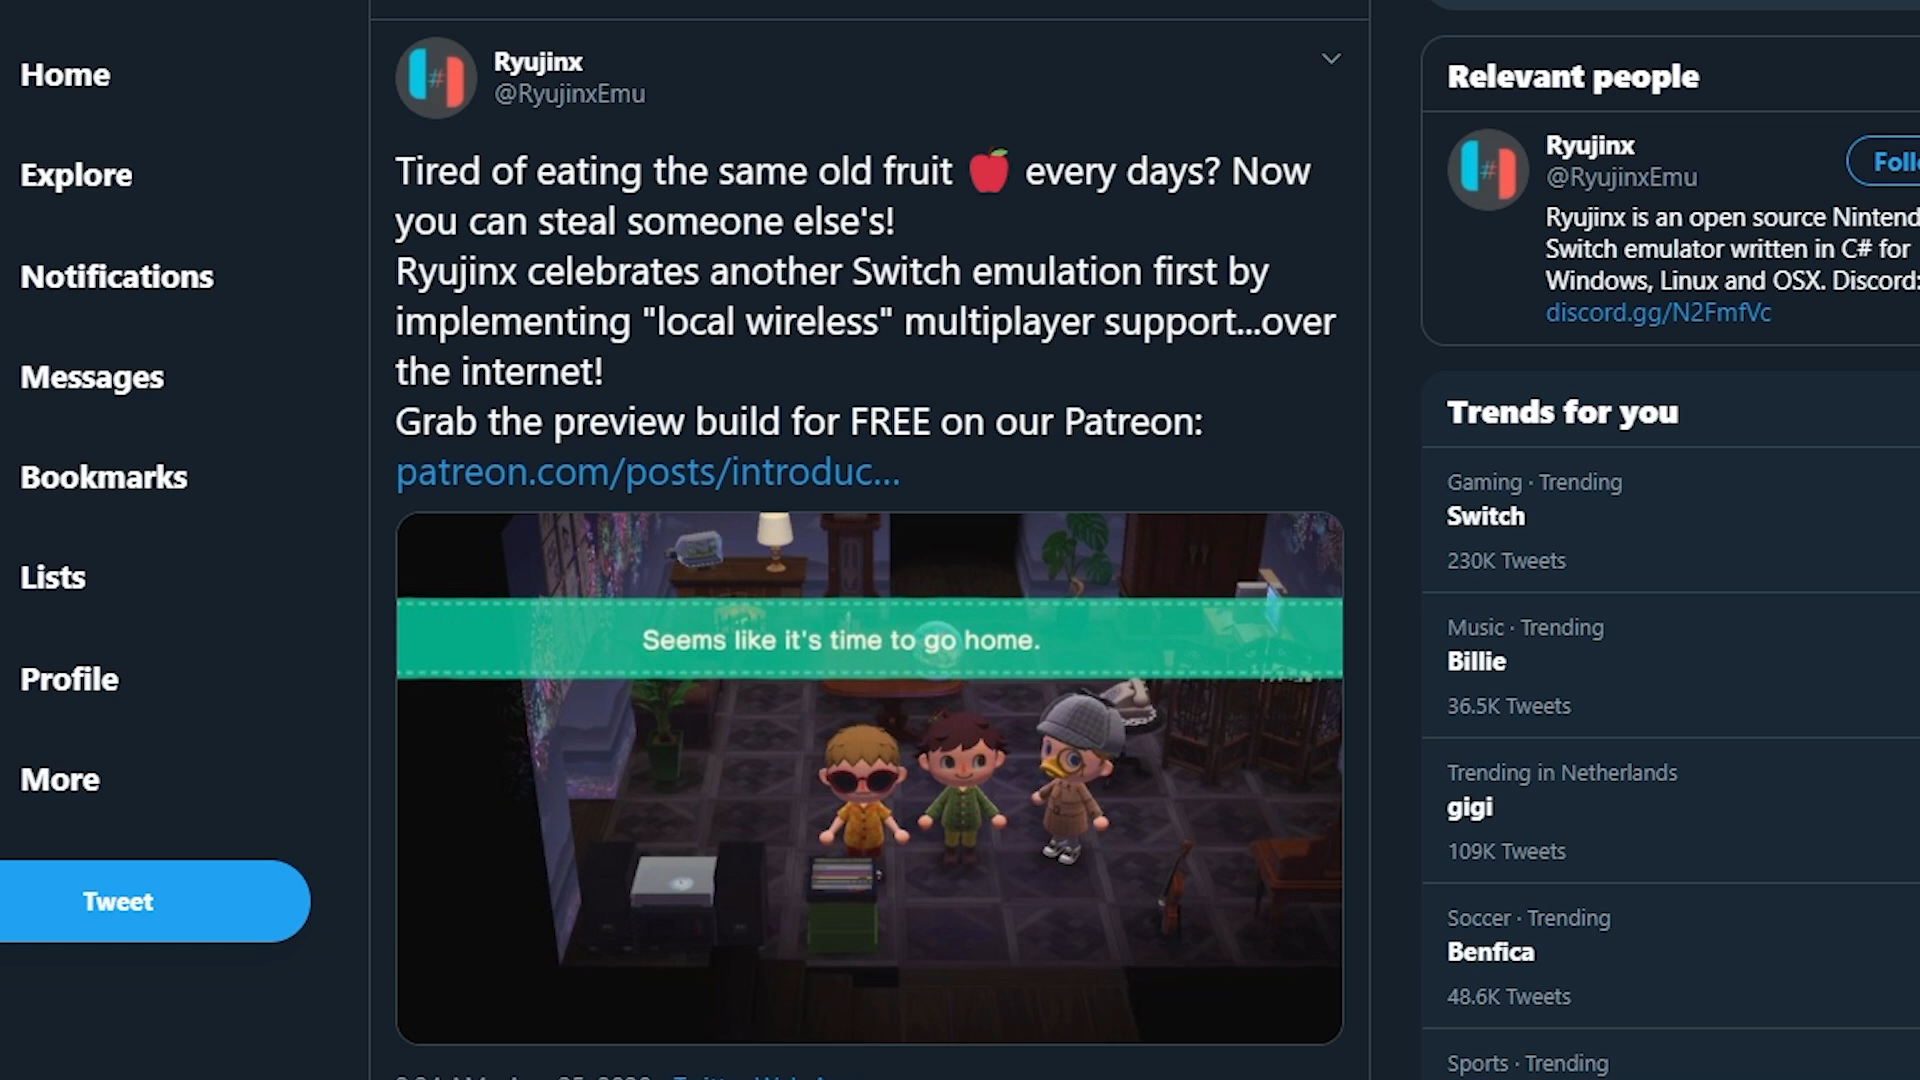 Home
Explore
Notifications
Messages
Bookmarks
Lists
Profile
More
Tweet
Ryujinx
@RyujinxEmu
Tired of eating the same old fruit 🍎 every days? Now
you can steal someone else's!
Ryujinx celebrates another Switch emulation first by
implementing "local wireless" multiplayer support...over
the internet!
Grab the preview build for FREE on our Patreon:
patreon.com/posts/introduc...
Seems like it's time to go home.
Relevant people
Ryujinx
@RyujinxEmu
Ryujinx is an open source
Switch emulator written in C# for
Windows, Linux and OSX. Discord:
discord.gg/N2FmfVc
Trends for you
Gaming · Trending
Switch
230K Tweets
Music · Trending
Billie
36.5K Tweets
Trending in Netherlands
gigi
109K Tweets
Soccer · Trending
Benfica
48.6K Tweets
Sports · Trending